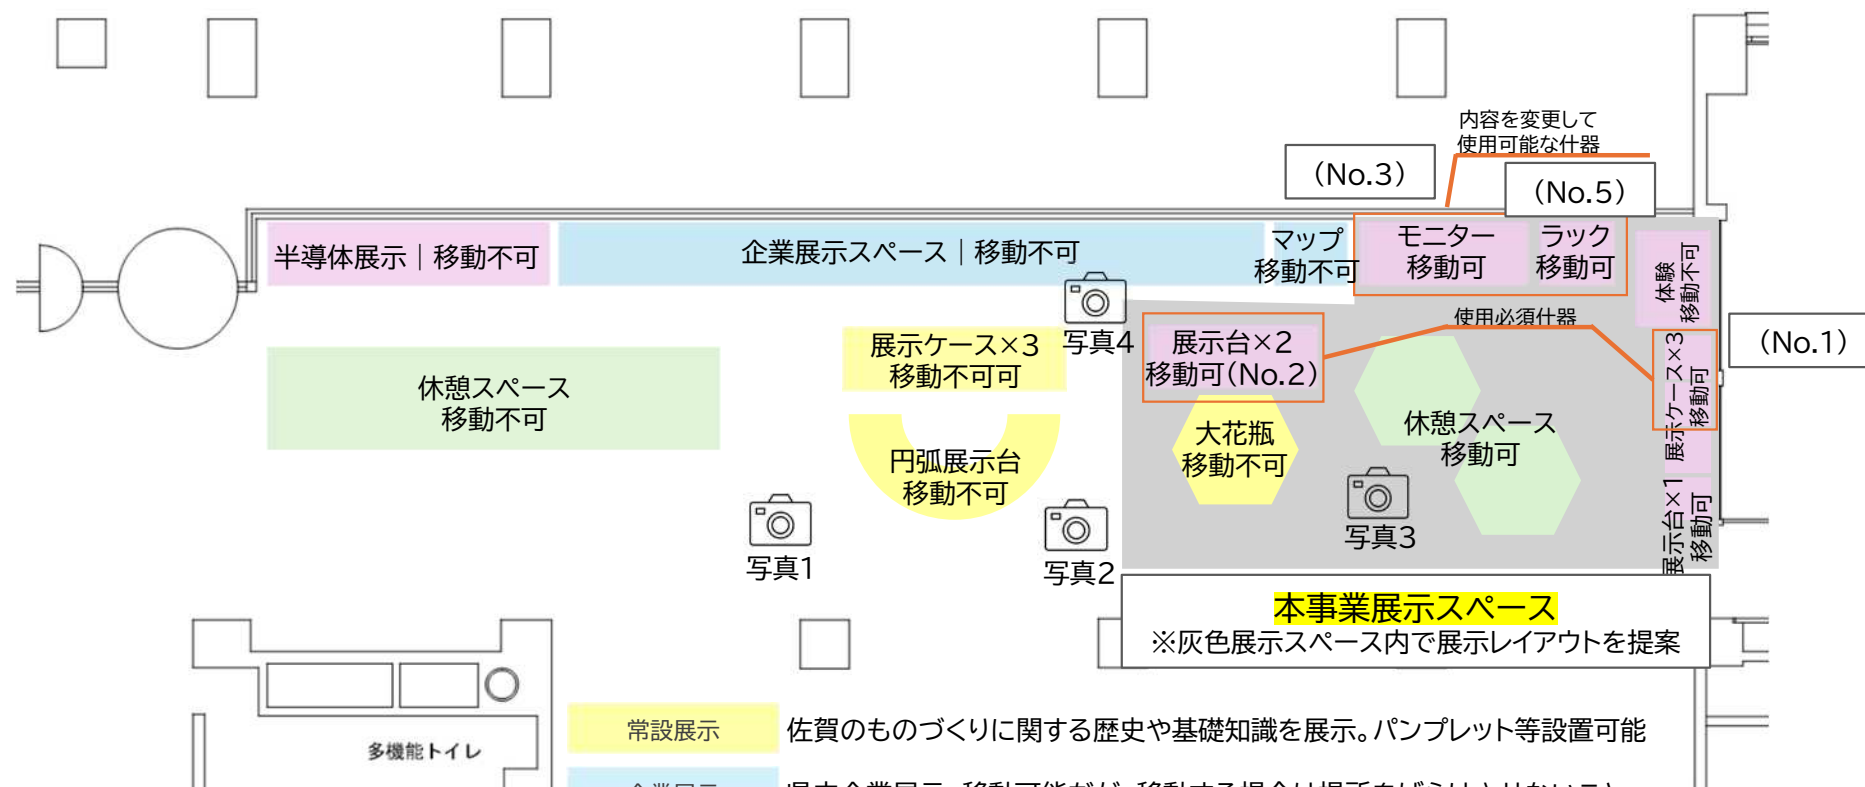 内容を変更して
使用可能な什器
(No.3)
(No.5)
半導体展示｜移動不可
企業展示スペース｜移動不可
マップ
移動不可
モニター
移動可
ラック
移動可
体験
移動不可
使用必須什器
(No.1)
展示ケース×3
移動不可可
写真4
展示台×2
移動可(No.2)
展示ケース×3
移動可
休憩スペース
移動不可
大花瓶
移動不可
休憩スペース
移動可
円弧展示台
移動不可
展示台×1
移動可
写真1
写真2
写真3
本事業展示スペース
※灰色展示スペース内で展示レイアウトを提案
常設展示
佐賀のものづくりに関する歴史や基礎知識を展示。パンプレット等設置可能
多機能トイレ